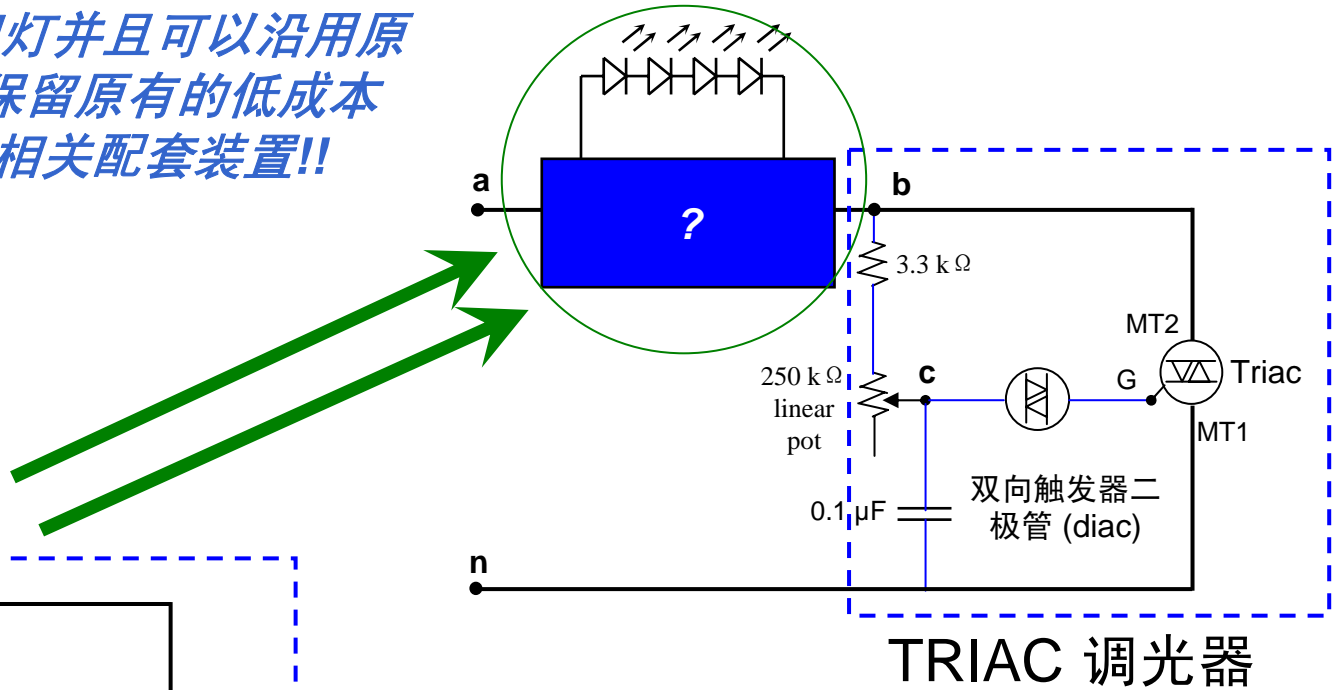 灯并且可以沿用原
保留原有的低成本
相关配套装置!!
a
?
b
3.3 k Ω
MT2
250 k Ω
linear
pot
c
G
Triac
MT1
0.1 µF
双向触发器二
极管 (diac)
n
TRIAC 调光器